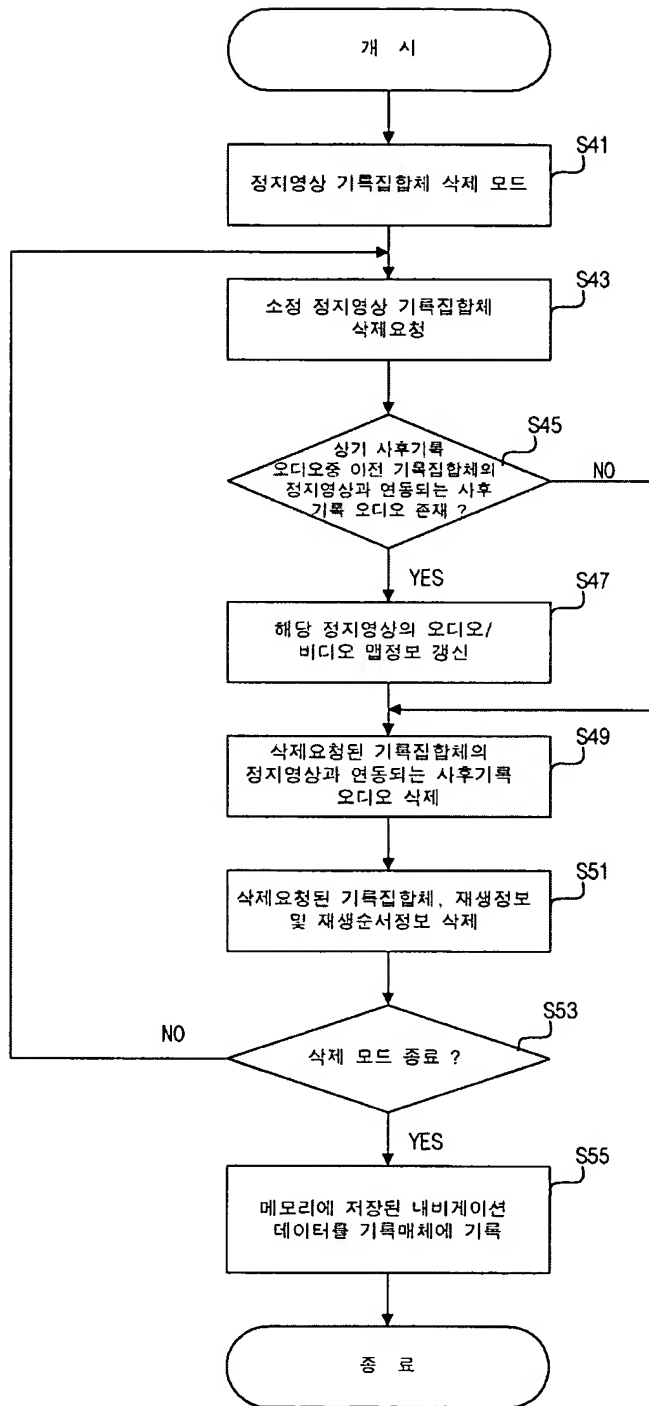 개 시
S41
정지영상 기록집합체 삭제 모드
S43
소정 정지영상 기록집합체
삭제요청
S45
상기 사후기록
오디오중 이전 기록집합체의
정지영상과 연동되는 사후
기록 오디오 존재 ?
NO
YES
S47
해당 정지영상의 오디오/
비디오 맵정보 갱신
S49
삭제요청된 기록집합체의
정지영상과 연동되는 사후기록
오디오 삭제
S51
삭제요청된 기록집합체, 재생정보
및 재생순서정보 삭제
S53
NO
삭제 모드 종료 ?
YES
S55
메모리에 저장된 내비게이션
데이터를 기록매체에 기록
종 료